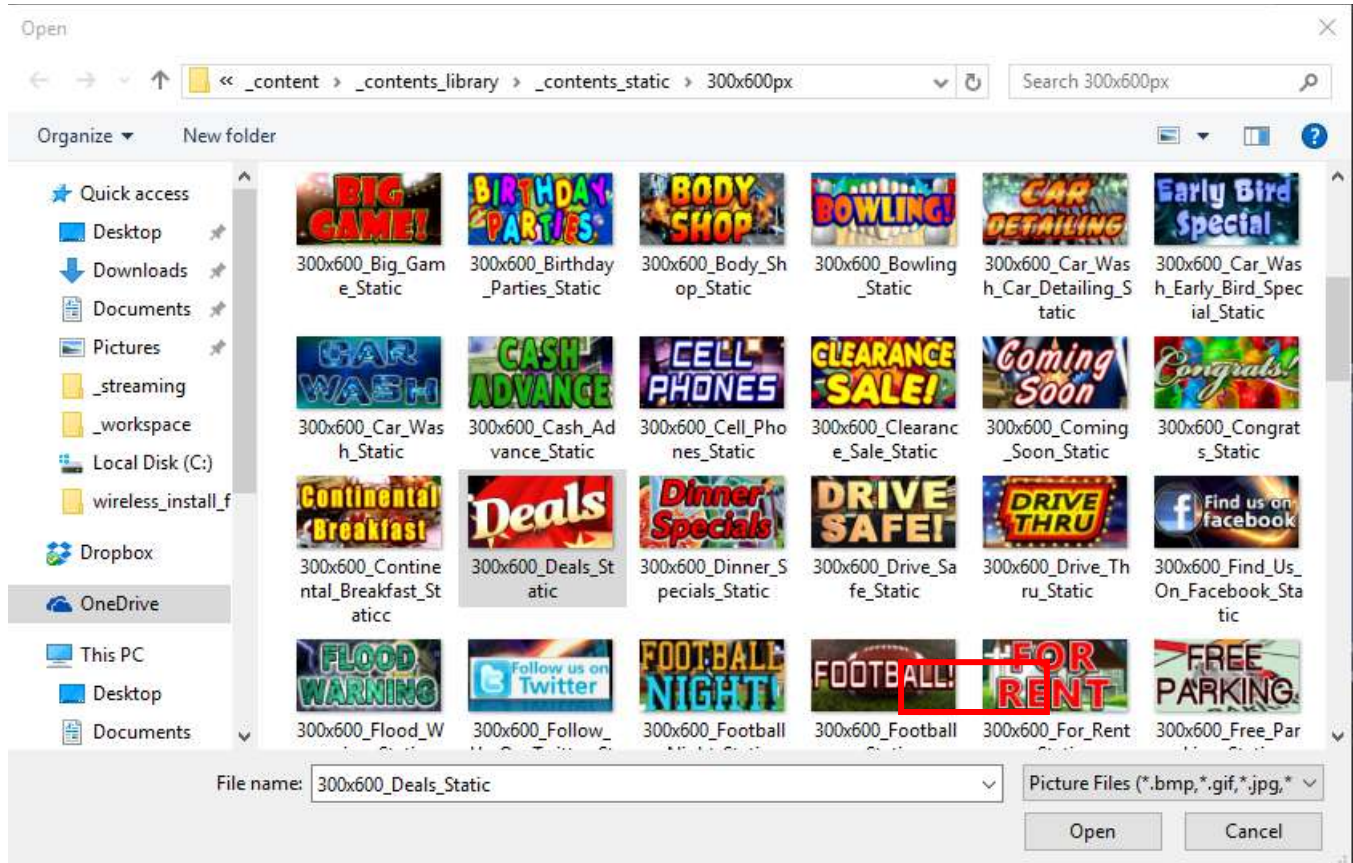 Open
« _content › _contents_library › _contents_static › 300x600px
Search 300x600px
Organize
New folder
Quick access
Desktop
Downloads
Documents
Pictures
_streaming
_workspace
Local Disk (C:)
wireless_install_f
Dropbox
OneDrive
This PC
Desktop
Documents
BIG
GAME!
300x600_Big_Gam
e_Static
BIRTHDAY
PARTIES
300x600_Birthday
_Parties_Static
BODY
SHOP
300x600_Body_Sh
op_Static
BOWLING!
300x600_Bowling
_Static
CAR
DETAILING
300x600_Car_Was
h_Car_Detailing_S
tatic
Early Bird
Special
300x600_Car_Was
h_Early_Bird_Spec
ial_Static
CAR
WASH
300x600_Car_Was
h_Static
CASH
ADVANCE
300x600_Cash_Ad
vance_Static
CELL
PHONES
300x600_Cell_Pho
nes_Static
CLEARANCE
SALE!
300x600_Clearanc
e_Sale_Static
Coming
Soon
300x600_Coming
_Soon_Static
Congrats!
300x600_Congrat
s_Static
Continental
Breakfast
300x600_Contine
ntal_Breakfast_St
aticc
Deals
300x600_Deals_St
atic
Dinner
Specials
300x600_Dinner_S
pecials_Static
DRIVE
SAFE!
300x600_Drive_Sa
fe_Static
DRIVE
THRU
300x600_Drive_Th
ru_Static
f Find us on
facebook
300x600_Find_Us_
On_Facebook_Sta
tic
FLOOD
WARNING
300x600_Flood_W
Follow us on
Twitter
300x600_Follow_
FOOTBALL
NIGHT!
300x600_Football
FOOTBALL!
300x600_Football
FOR
RENT
300x600_For_Rent
FREE
PARKING
300x600_Free_Par
File name:
300x600_Deals_Static
Picture Files (*.bmp,*.gif,*.jpg,*
Open
Cancel